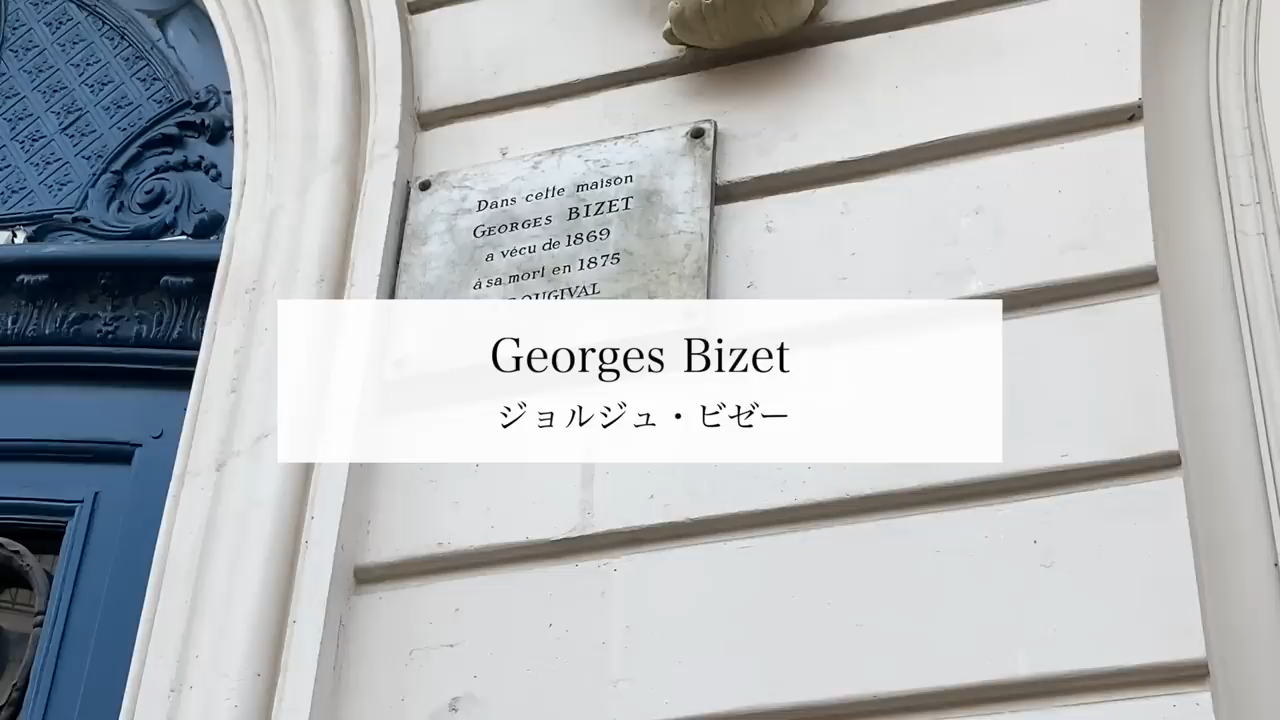 Dans cette maison
GEORGES BIZET
a vécu de 1869
à sa mort en 1875
BOUGIVAL
Georges Bizet
ジョルジュ・ビゼー